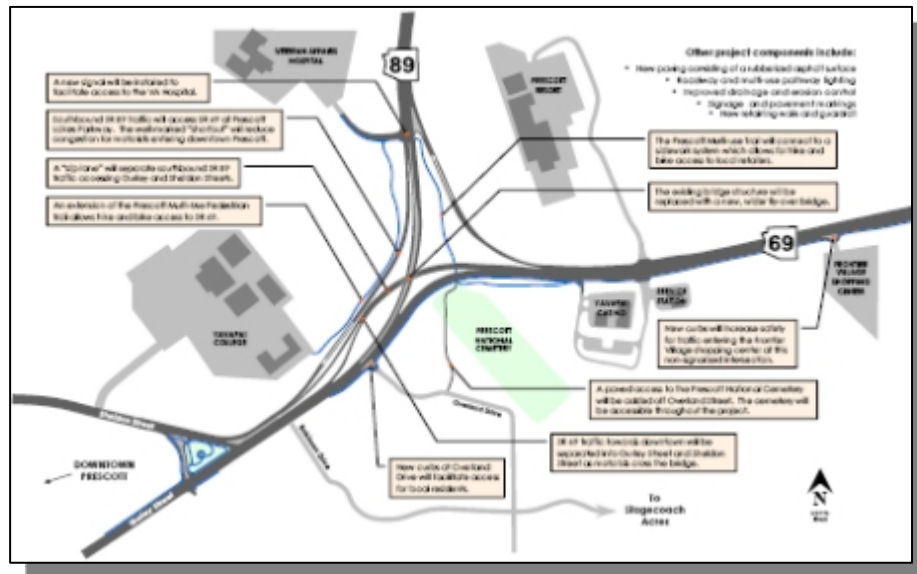 VETERAN AFFAIRS
HOSPITAL
89
PRESCOTT
RESORT
Other project components include:
• New paving consisting of a rubberized asphalt surface
• Roadway and multi-use pathway lighting
• Improved drainage and erosion control
• Signage and pavement markings
• New retaining walls and guardrail
A new signal will be installed to
facilitate access to the VA Hospital.
Southbound SR 89 traffic will access SR 69 at Prescott
Lakes Parkway. The well-marked "shortcut" will reduce
congestion for motorists entering downtown Prescott.
A "slip lane" will separate southbound SR 89
traffic accessing Gurley and Sheldon Streets.
An extension of the Prescott Multi-Use Pedestrian
trail allows hike and bike access to SR 69.
The Prescott Multi-use trail will connect to a
sidewalk system which allows for hike and
bike access to local retailers.
The existing bridge structure will be
replaced with a new, wider fly-over bridge.
69
FRONTIER
VILLAGE
SHOPPING
CENTER
YAVAPAI
CASINO
YAVAPAI
COLLEGE
PRESCOTT
NATIONAL
CEMETERY
New curbs will increase safety
for traffic entering the Frontier
Village shopping center at this
non-signalized intersection.
A paved access to the Prescott National Cemetery
will be added off Overland Street. The cemetery will
be accessible throughout the project.
Overland Drive
SR 69 traffic towards downtown will be
separated into Gurley Street and Sheldon
Street as motorists cross the bridge.
New curbs at Overland
Drive will facilitate access
for local residents.
Sheldon Street
Gurley Street
DOWNTOWN
PRESCOTT
To
Stagecoach
Acres
N